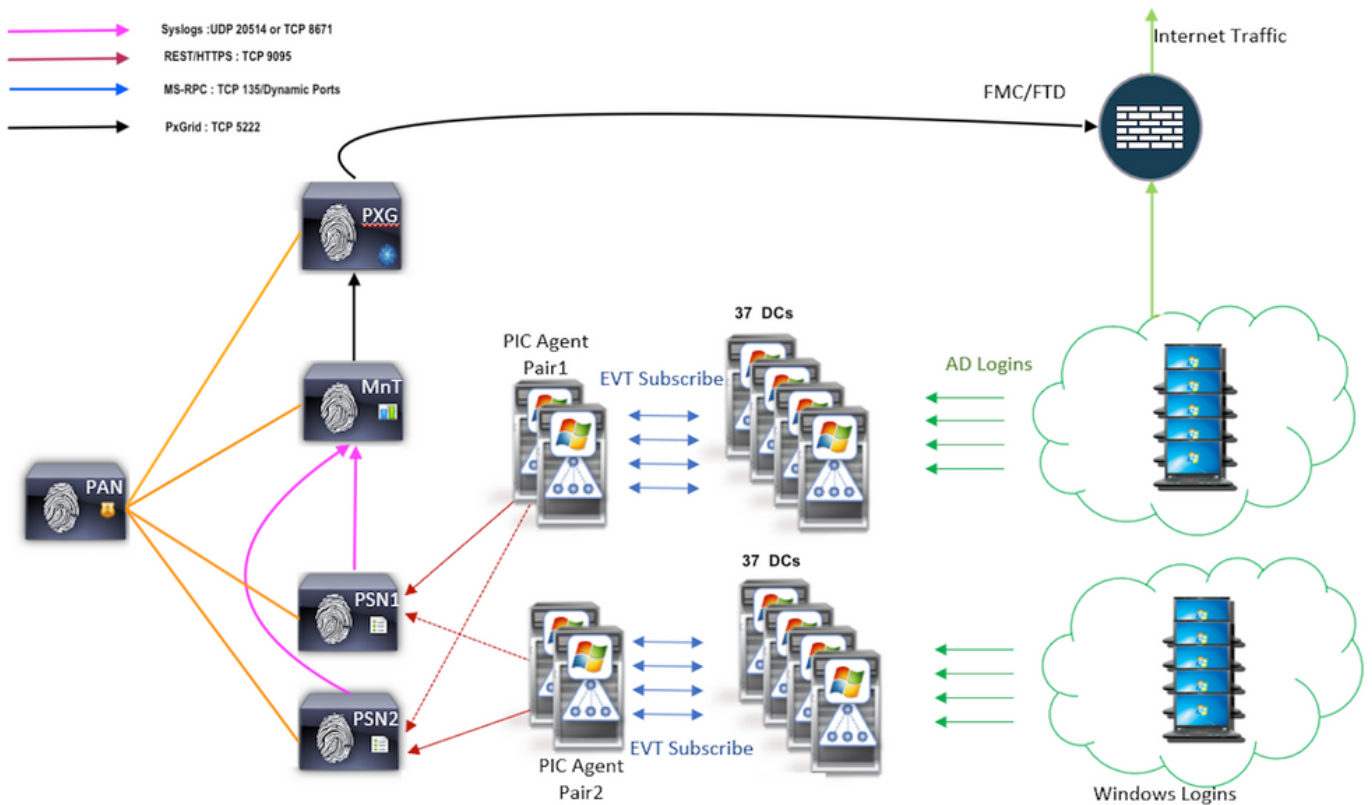 Syslogs :UDP 20514 or TCP 8671
REST/HTTPS : TCP 9095
MS-RPC : TCP 135/Dynamic Ports
PxGrid : TCP 5222
Internet Traffic
FMC/FTD
PXG
37 DCs
PIC Agent
Pair1
EVT Subscribe
AD Logins
MnT
PAN
37 DCs
PSN1
PSN2
EVT Subscribe
PIC Agent
Pair2
Windows Logins